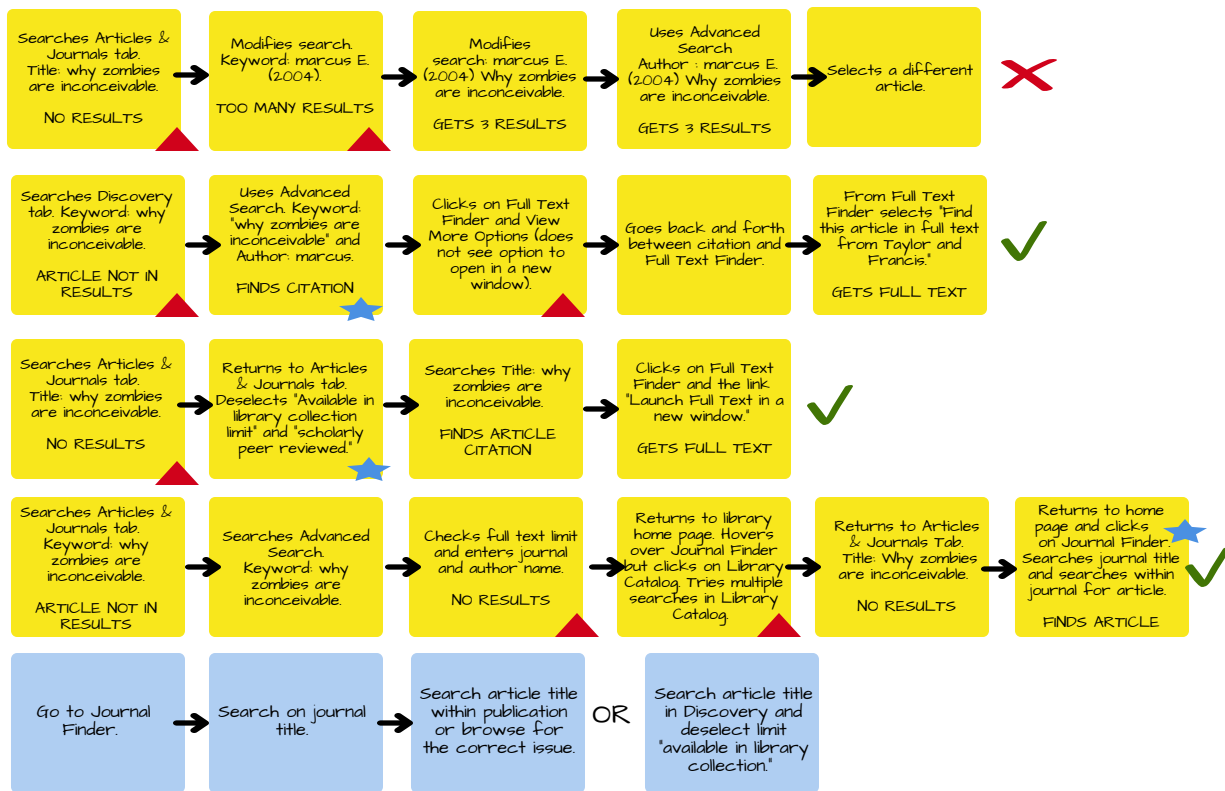 Searches Articles &
Journals tab.
Title: why zombies
are inconceivable.
NO RESULTS
Modifies search.
Keyword: marcus E.
(2004).
TOO MANY RESULTS
Modifies
search: marcus E.
(2004) Why zombies
are inconceivable.
GETS 3 RESULTS
Uses Advanced
Search
Author : marcus E.
(2004) Why zombies
are inconceivable.
GETS 3 RESULTS
Selects a different
article.
Searches Discovery
tab. Keyword: why
zombies are
inconceivable.
ARTICLE NOT IN
RESULTS
Uses Advanced
Search. Keyword:
"why zombies are
inconceivable" and
Author: marcus.
FINDS CITATION
Clicks on Full Text
Finder and View
More Options (does
not see option to
open in a new
window).
Goes back and forth
between citation and
Full Text Finder.
From Full Text
Finder selects "Find
this article in full text
from Taylor and
Francis."
GETS FULL TEXT
Searches Articles &
Journals tab.
Title: why zombies
are inconceivable.
NO RESULTS
Returns to Articles
& Journals tab.
Deselects "Available in
library collection
limit" and "scholarly
peer reviewed."
Searches Title: why
zombies are
inconceivable.
FINDS ARTICLE
CITATION
Clicks on Full Text
Finder and the link
"Launch Full Text in a
new window."
GETS FULL TEXT
Searches Articles &
Journals tab.
Keyword: why
zombies are
inconceivable.
ARTICLE NOT IN
RESULTS
Searches Advanced
Search.
Keyword: why
zombies are
inconceivable.
Checks full text limit
and enters journal
and author name.
NO RESULTS
Returns to library
home page. Hovers
over Journal Finder
but clicks on Library
Catalog. Tries multiple
searches in Library
Catalog.
Returns to Articles
& Journals Tab.
Title: Why zombies
are inconceivable.
NO RESULTS
Returns to home
page and clicks
on Journal Finder.
Searches journal title
and searches within
journal for article.
FINDS ARTICLE
Go to Journal
Finder.
Search on journal
title.
Search article title
within publication
or browse for
the correct issue.
OR
Search article title
in Discovery and
deselect limit
"available in library
collection."